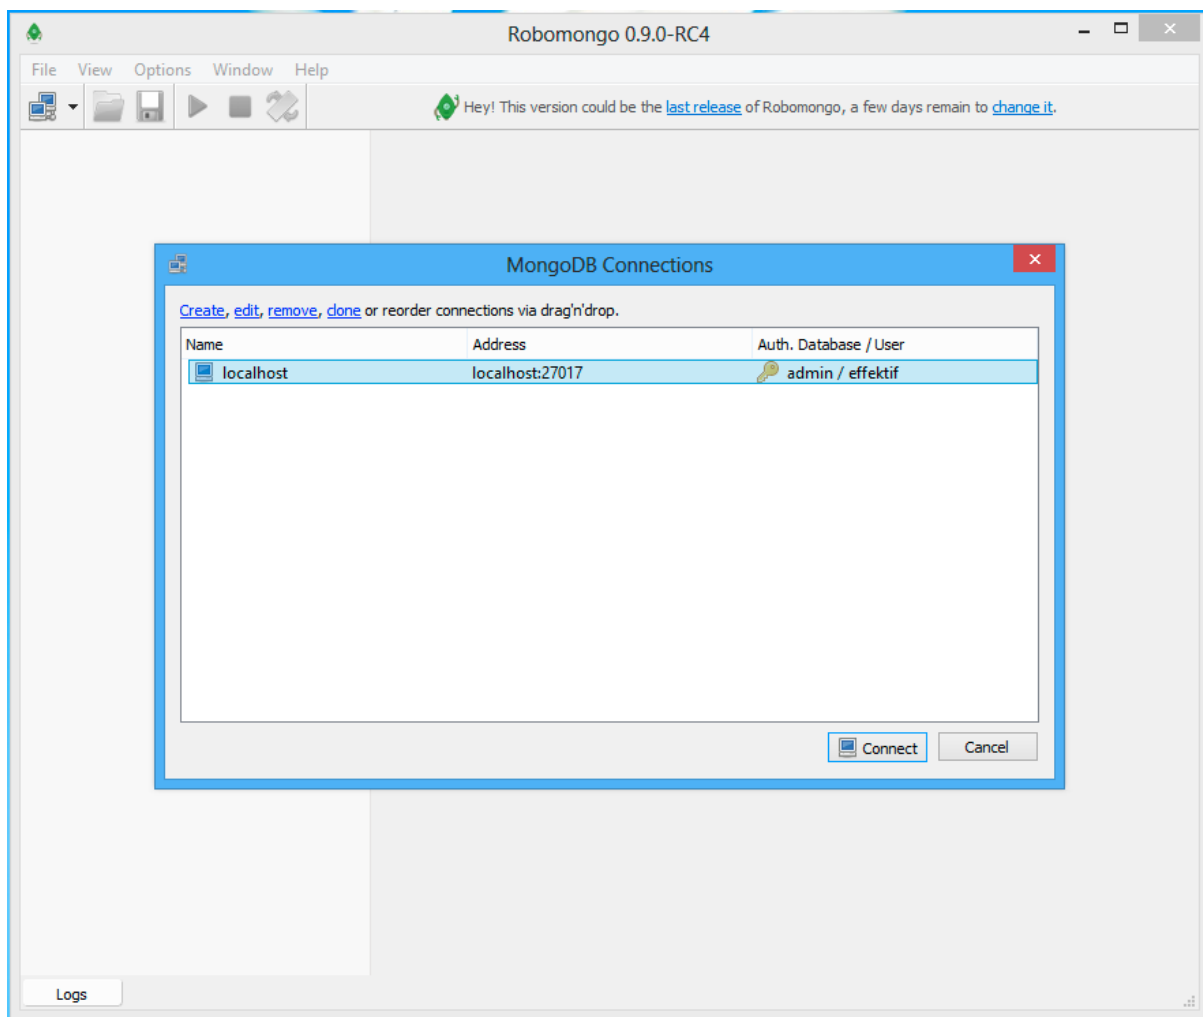 Robomongo 0.9.0-RC4
File View Options Window Help
Hey! This version could be the last release of Robomongo, a few days remain to change it.
MongoDB Connections
Create, edit, remove, clone or reorder connections via drag'n'drop.
Name Address Auth. Database / User
localhost localhost:27017 admin / effektif
Connect Cancel
Logs